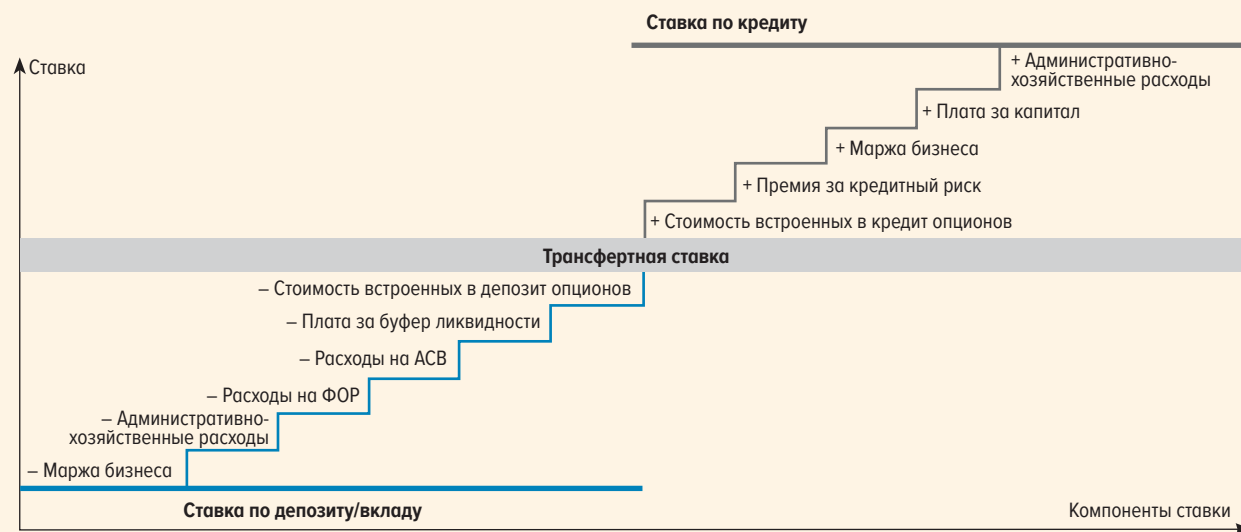 Ставка по кредиту
Ставка
+ Административно-
хозяйственные расходы
+ Плата за капитал
+ Маржа бизнеса
+ Премия за кредитный риск
+ Стоимость встроенных в кредит опционов
Трансфертная ставка
– Стоимость встроенных в депозит опционов
– Плата за буфер ликвидности
– Расходы на АСВ
– Расходы на ФОР
– Административно-
хозяйственные расходы
– Маржа бизнеса
Ставка по депозиту/вкладу
Компоненты ставки